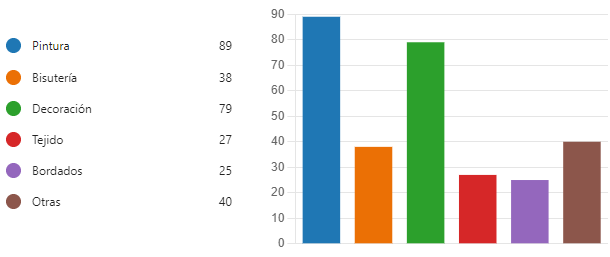 Pintura 89
Bisutería 38
Decoración 79
Tejido 27
Bordados 25
Otras 40
90
80
70
60
50
40
30
20
10
0